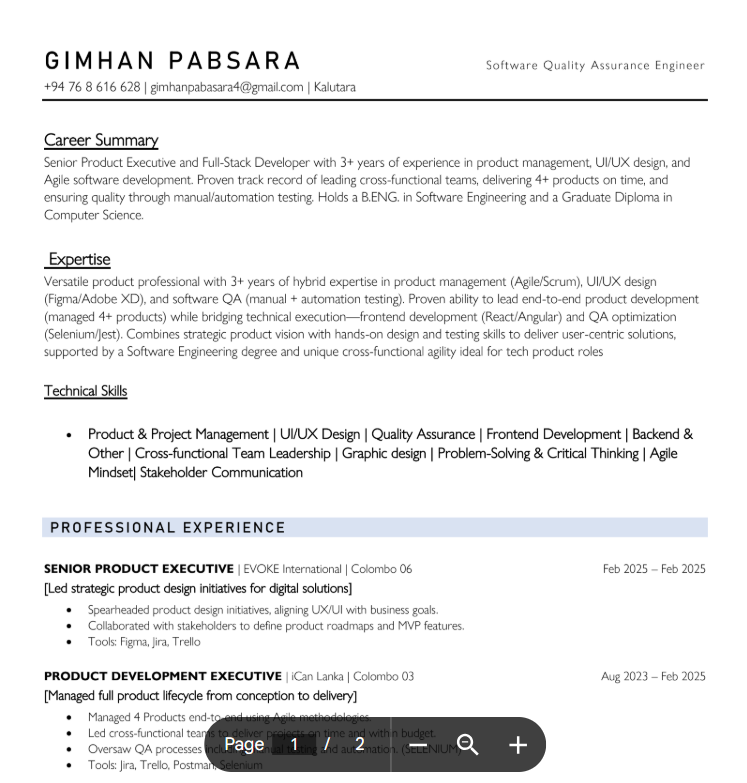 GIMHAN PABSARA
Software Quality Assurance Engineer
+94 76 8 616 628 | gimhanpabasara4@gmail.com | Kalutara
Career Summary
Senior Product Executive and Full-Stack Developer with 3+ years of experience in product management, UI/UX design, and
Agile software development. Proven track record of leading cross-functional teams, delivering 4+ products on time, and
ensuring quality through manual/automation testing. Holds a B.ENG. in Software Engineering and a Graduate Diploma in
Computer Science.
Expertise
Versatile product professional with 3+ years of hybrid expertise in product management (Agile/Scrum), UI/UX design
(Figma/Adobe XD), and software QA (manual + automation testing). Proven ability to lead end-to-end product development
(managed 4+ products) while bridging technical execution—frontend development (React/Angular) and QA optimization
(Selenium/Jest). Combines strategic product vision with hands-on design and testing skills to deliver user-centric solutions,
supported by a Software Engineering degree and unique cross-functional agility ideal for tech product roles
Technical Skills
• Product & Project Management | UI/UX Design | Quality Assurance | Frontend Development | Backend &
Other | Cross-functional Team Leadership | Graphic design | Problem-Solving & Critical Thinking | Agile
Mindset| Stakeholder Communication
PROFESSIONAL EXPERIENCE
SENIOR PRODUCT EXECUTIVE | EVOKE International | Colombo 06
Feb 2025 – Feb 2025
[Led strategic product design initiatives for digital solutions]
• Spearheaded product design initiatives, aligning UX/UI with business goals.
• Collaborated with stakeholders to define product roadmaps and MVP features.
• Tools: Figma, Jira, Trello
PRODUCT DEVELOPMENT EXECUTIVE | iCan Lanka | Colombo 03
Aug 2023 – Feb 2025
[Managed full product lifecycle from conception to delivery]
• Managed 4 Products end-to-end using Agile methodologies.
• Led cross-functional teams to deliver projects on time and within budget.
• Oversaw QA processes including manual testing and automation. (SELENIUM)
• Tools: Jira, Trello, Postman, Selenium
Page 1 / 2